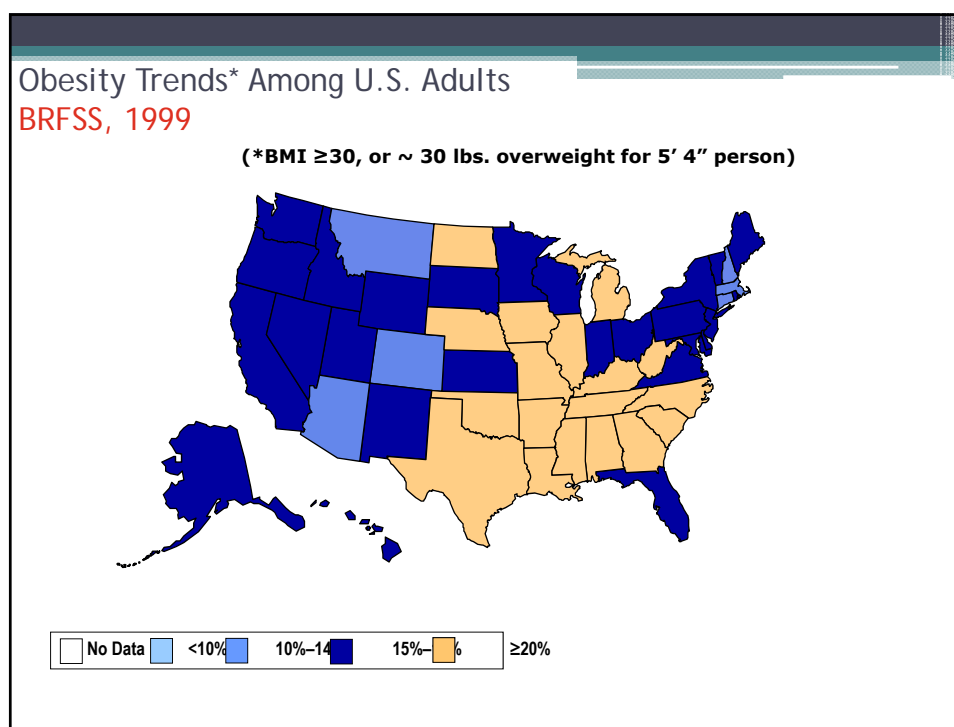 Obesity Trends* Among U.S. Adults
BRFSS, 1999
(*BMI ≥30, or ~ 30 lbs. overweight for 5’ 4” person)
No Data <10% 10%–14 15%– % ≥20%